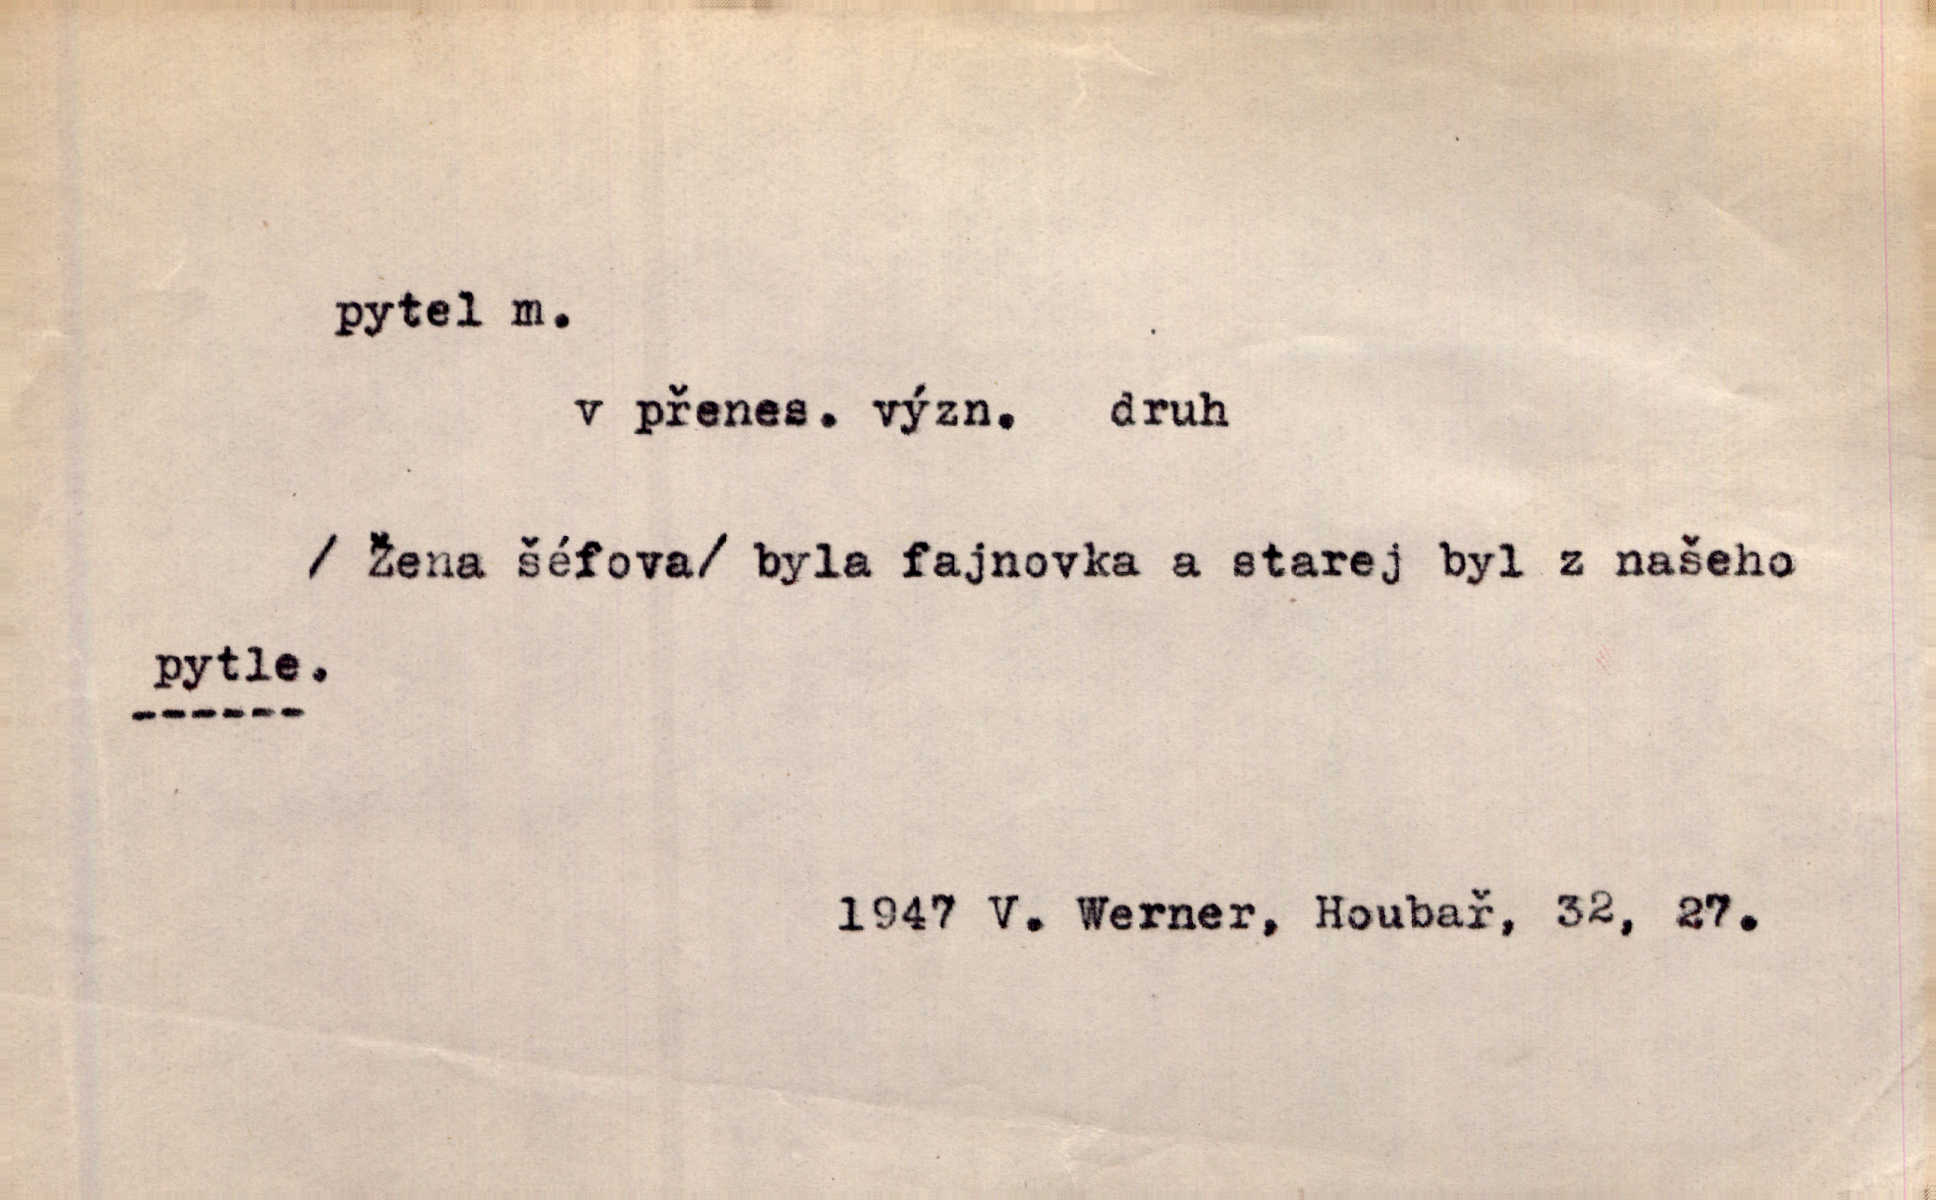 pytel m.
v přenes. význ. druh
/ Žena šéfova/ byla fajnovka a starej byl z našeho
pytle.
------
1947 V. Werner, Houbař, 32, 27.